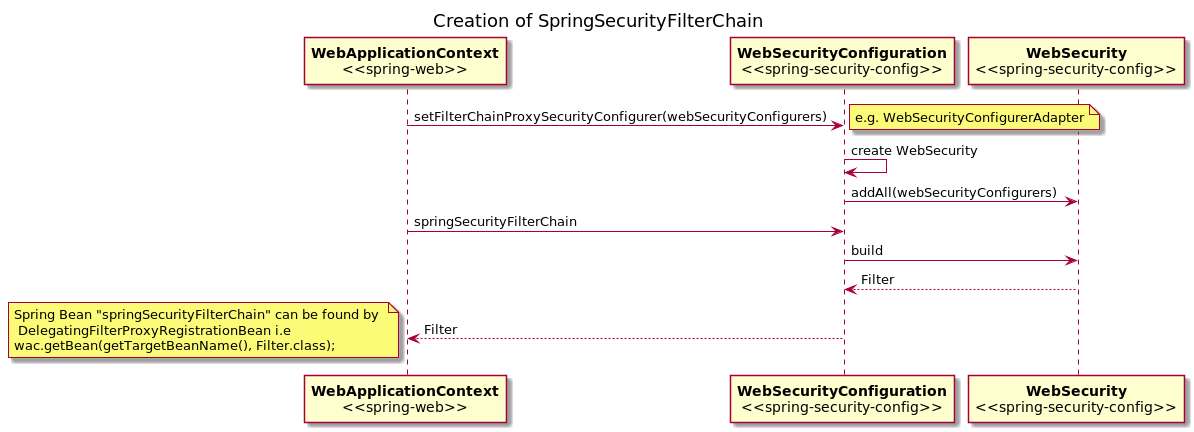 Creation of SpringSecurityFilterChain
WebApplicationContext
<<spring-web>>
WebSecurityConfiguration
<<spring-security-config>>
WebSecurity
<<spring-security-config>>
setFilterChainProxySecurityConfigurer(webSecurityConfigurers)
e.g. WebSecurityConfigurerAdapter
create WebSecurity
addAll(webSecurityConfigurers)
springSecurityFilterChain
build
Filter
Spring Bean "springSecurityFilterChain" can be found by
DelegatingFilterProxyRegistrationBean i.e
wac.getBean(getTargetBeanName(), Filter.class);
Filter
WebApplicationContext
<<spring-web>>
WebSecurityConfiguration
<<spring-security-config>>
WebSecurity
<<spring-security-config>>